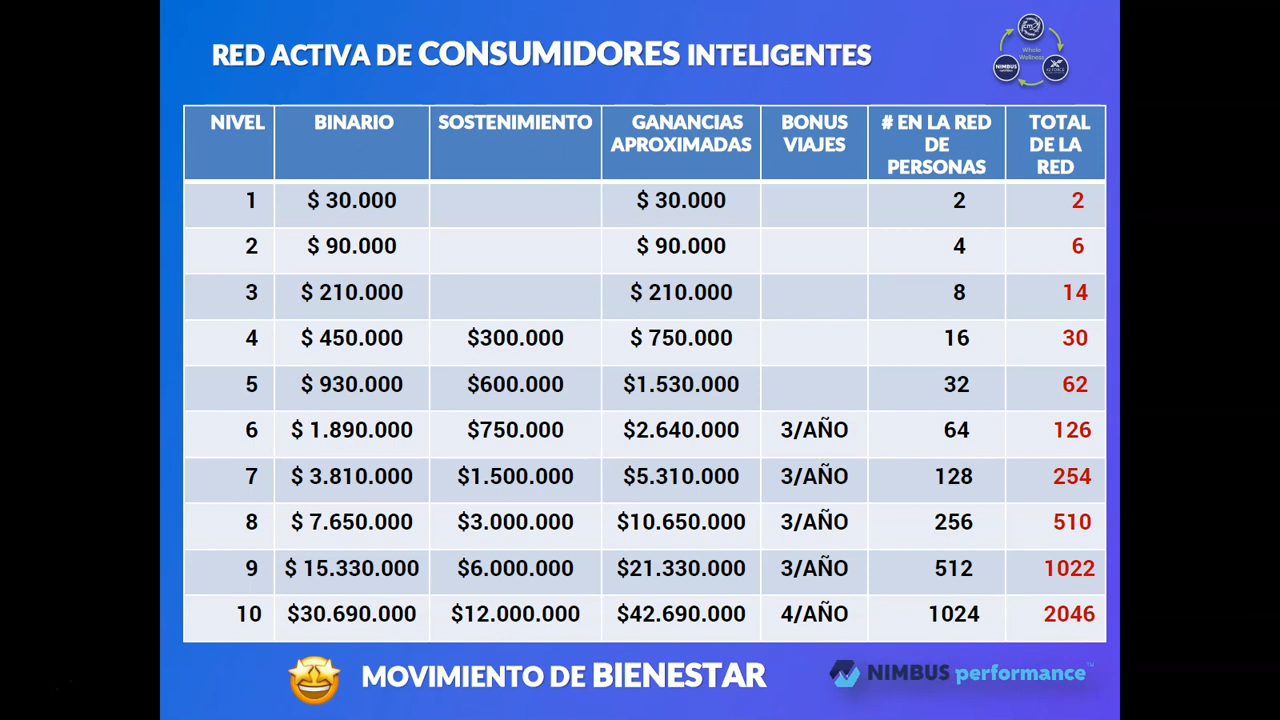 RED ACTIVA DE CONSUMIDORES INTELIGENTES
Whole
Wellness
NIMBUS
NIVEL BINARIO SOSTENIMIENTO GANANCIAS APROXIMADAS BONUS VIAJES # EN LA RED DE PERSONAS TOTAL DE LA RED
1 $ 30.000 $ 30.000 2 2
2 $ 90.000 $ 90.000 4 6
3 $ 210.000 $ 210.000 8 14
4 $ 450.000 $300.000 $ 750.000 16 30
5 $ 930.000 $600.000 $1.530.000 32 62
6 $ 1.890.000 $750.000 $2.640.000 3/AÑO 64 126
7 $ 3.810.000 $1.500.000 $5.310.000 3/AÑO 128 254
8 $ 7.650.000 $3.000.000 $10.650.000 3/AÑO 256 510
9 $ 15.330.000 $6.000.000 $21.330.000 3/AÑO 512 1022
10 $30.690.000 $12.000.000 $42.690.000 4/AÑO 1024 2046
MOVIMIENTO DE BIENESTAR
NIMBUS performance™